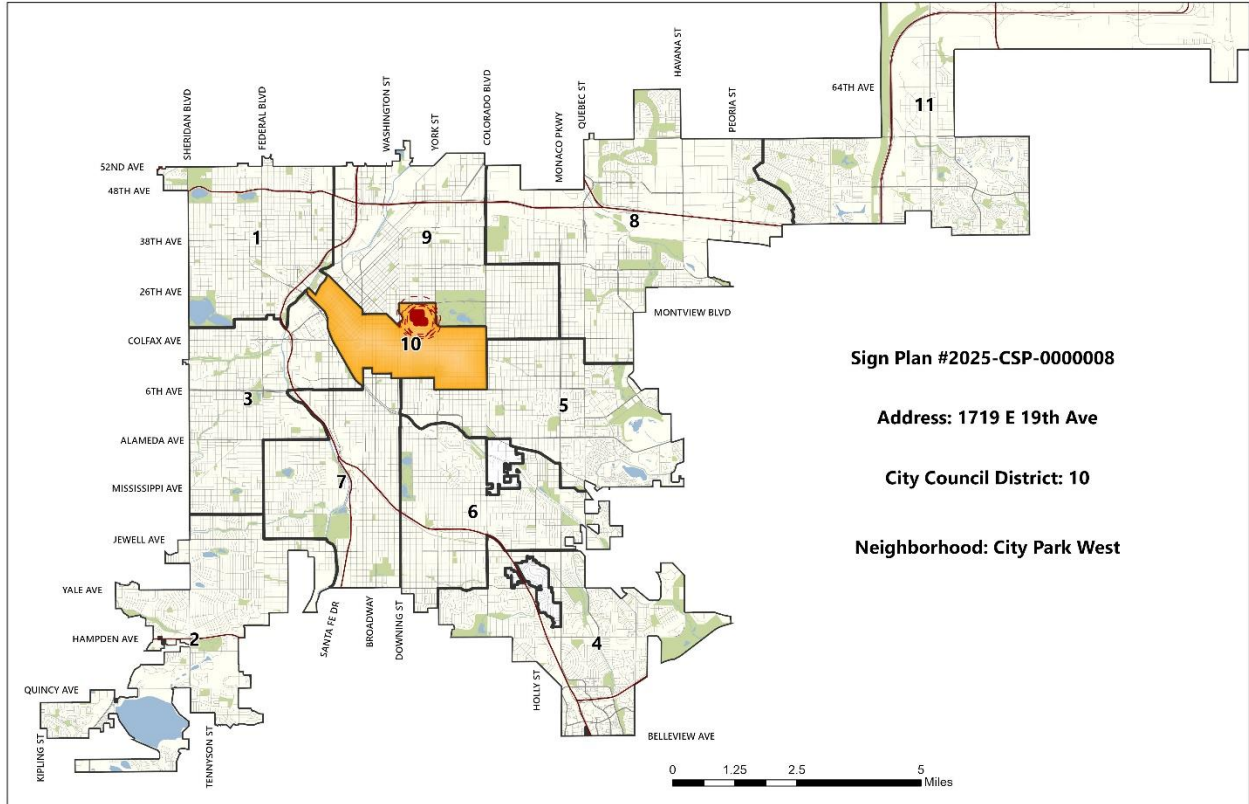 HAVANA ST
64TH AVE
11
WASHINGTON ST
YORK ST
COLORADO BLVD
QUEBEC ST
PEORIA ST
SHERIDAN BLVD
FEDERAL BLVD
MONACO PKWY
52ND AVE
48TH AVE
8
1
9
38TH AVE
26TH AVE
MONTVIEW BLVD
COLFAX AVE
10
Sign Plan #2025-CSP-0000008
6TH AVE
3
5
Address: 1719 E 19th Ave
ALAMEDA AVE
7
City Council District: 10
MISSISSIPPI AVE
6
JEWELL AVE
Neighborhood: City Park West
YALE AVE
SANTA FE DR
BROADWAY
DOWNING ST
HAMPDEN AVE
2
4
QUINCY AVE
HOLLY ST
KIPLING ST
TENNYSON ST
BELLEVIEW AVE
0 1.25 2.5 5
Miles